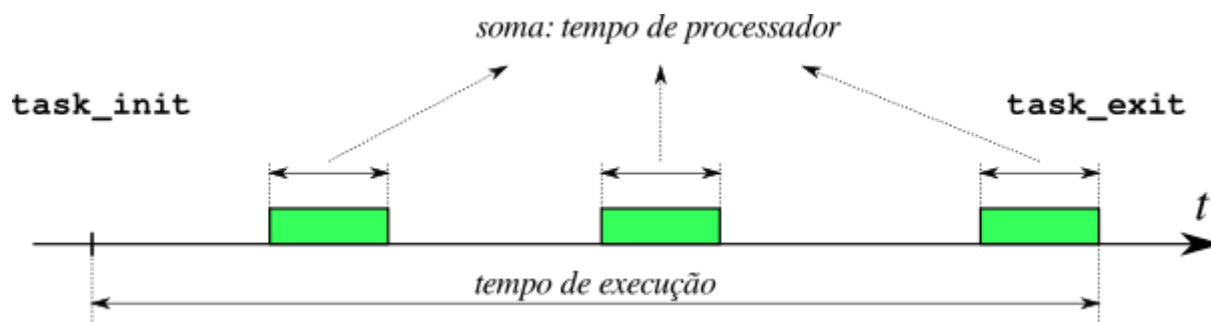 soma: tempo de processador
task_init
task_exit
t
tempo de execução